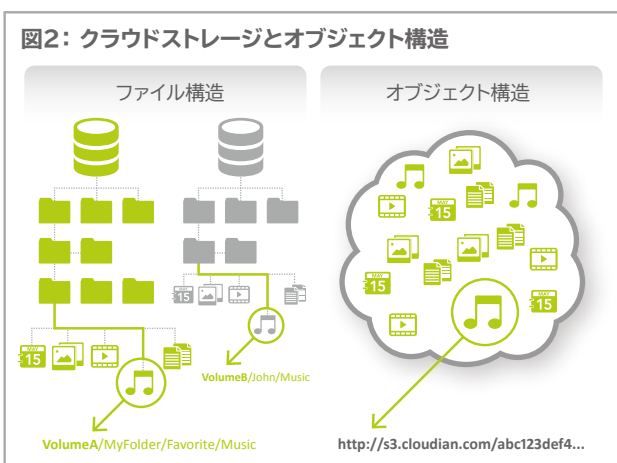 図2： クラウドストレージとオブジェクト構造
ファイル構造
オブジェクト構造
MAY
15
MAY
15
MAY
15
MAY
15
MAY
15
MAY
15
VolumeB/John/Music
VolumeA/MyFolder/Favorite/Music
http://s3.cloudian.com/abc123def4...